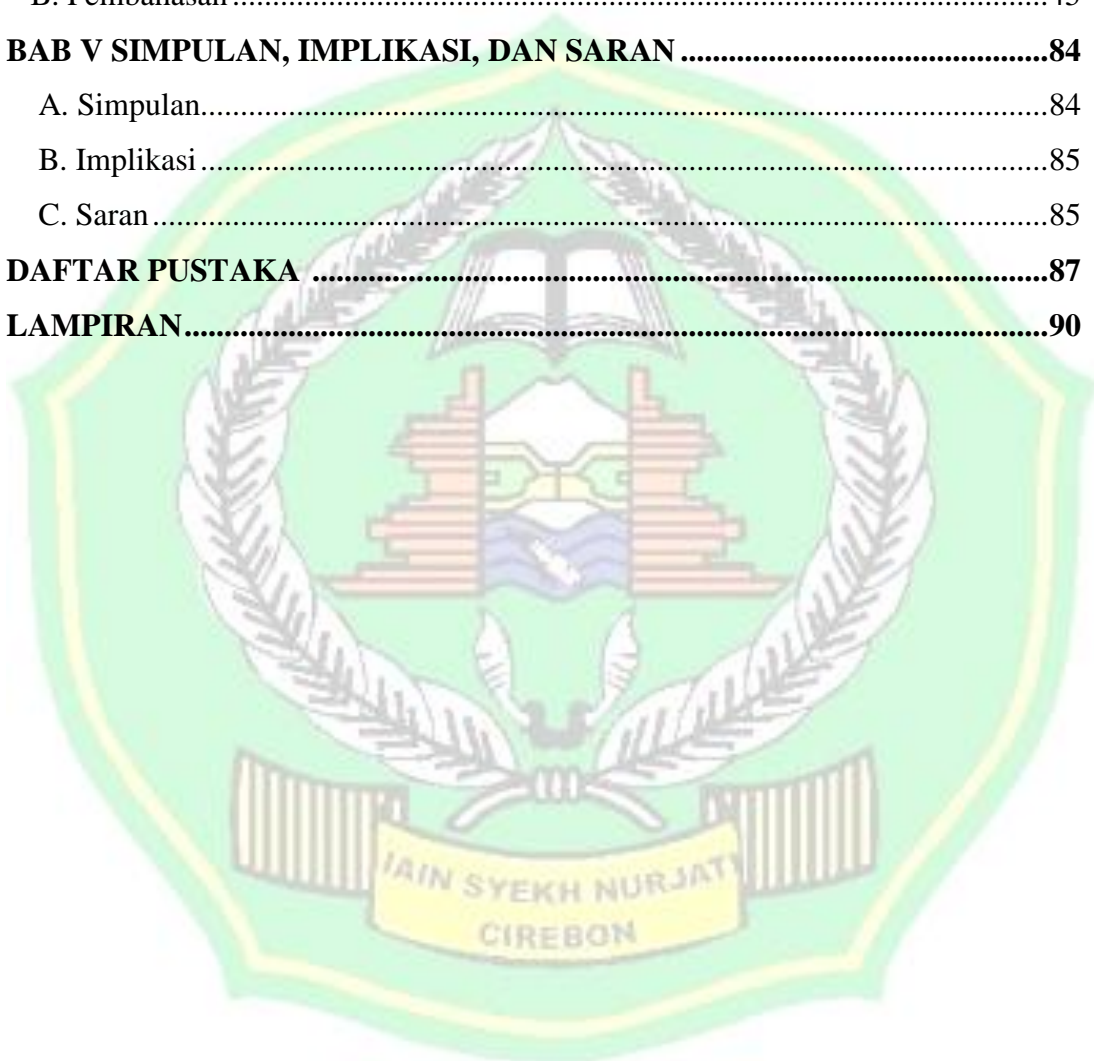 BAB V SIMPULAN, IMPLIKASI, DAN SARAN ..............................................84
A. Simpulan..........................................................................................................84
B. Implikasi..........................................................................................................85
C. Saran................................................................................................................85
DAFTAR PUSTAKA ............................................................................................87
LAMPIRAN............................................................................................................90
IAIN SYEKH NURJATI
CIREBON